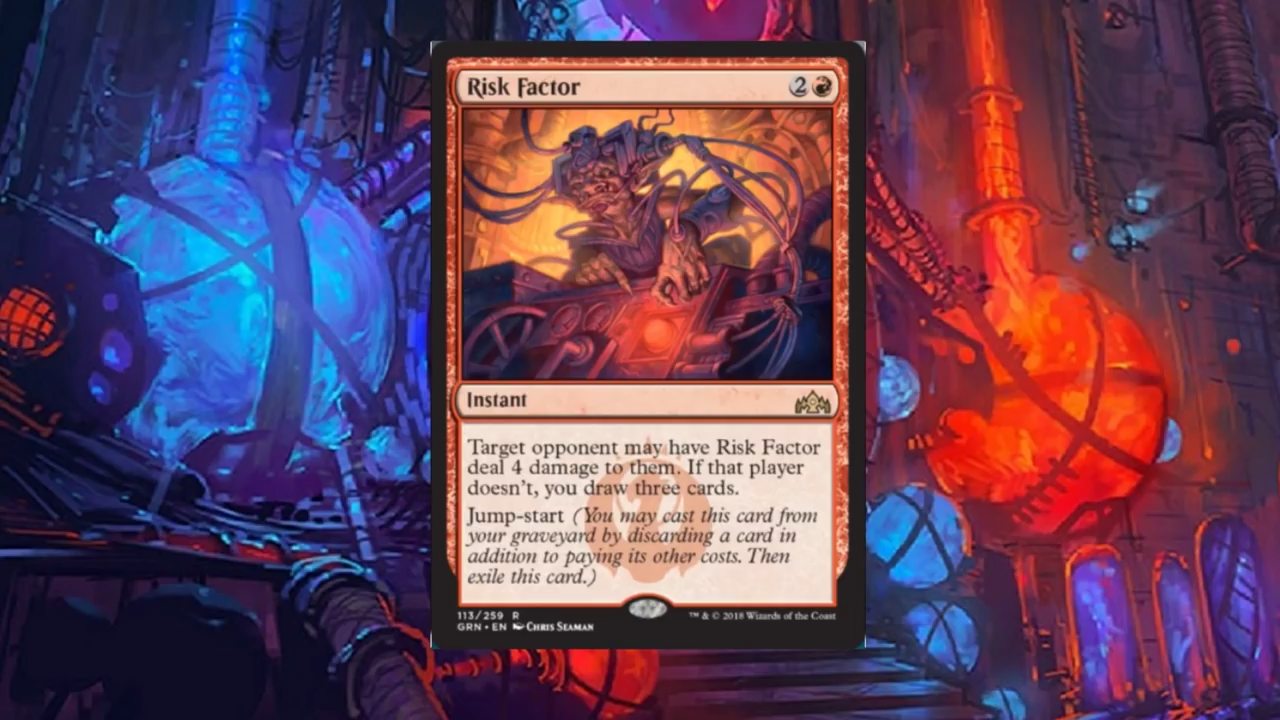 Risk Factor 2
Instant
Target opponent may have Risk Factor
deal 4 damage to them. If that player
doesn't, you draw three cards.
Jump-start (You may cast this card from
your graveyard by discarding a card in
addition to paying its other costs. Then
exile this card.)
113/259 R
GRN • EN Chris Seaman
™ & © 2018 Wizards of the Coast